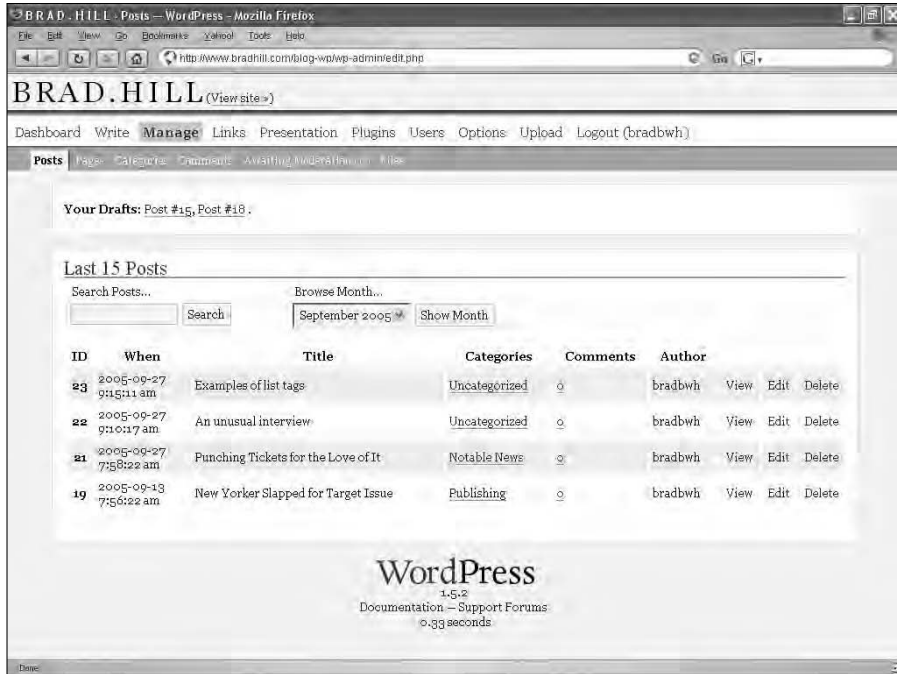 BRAD.HILL - Posts — WordPress - Mozilla Firefox
File Edit View Go Bookmarks Yahoo! Tools Help
http://www.bradhill.com/blog-wp/wp-admin/edit.php Go
BRAD.HILL (View site »)
Dashboard Write Manage Links Presentation Plugins Users Options Upload Logout (bradbwh)
Posts Pages Categories Comments Awaiting Moderation Files
Your Drafts: Post #15, Post #18 .
Last 15 Posts
Search Posts... Browse Month...
Search September 2005 Show Month
ID When Title Categories Comments Author
23 2005-09-27 9:15:11 am Examples of list tags Uncategorized 0 bradbwh View Edit Delete
22 2005-09-27 9:10:17 am An unusual interview Uncategorized 0 bradbwh View Edit Delete
21 2005-09-27 7:58:22 am Punching Tickets for the Love of It Notable News 0 bradbwh View Edit Delete
19 2005-09-13 7:56:22 am New Yorker Slapped for Target Issue Publishing 0 bradbwh View Edit Delete
WordPress
1.5.2
Documentation — Support Forums
0.33 seconds
Done